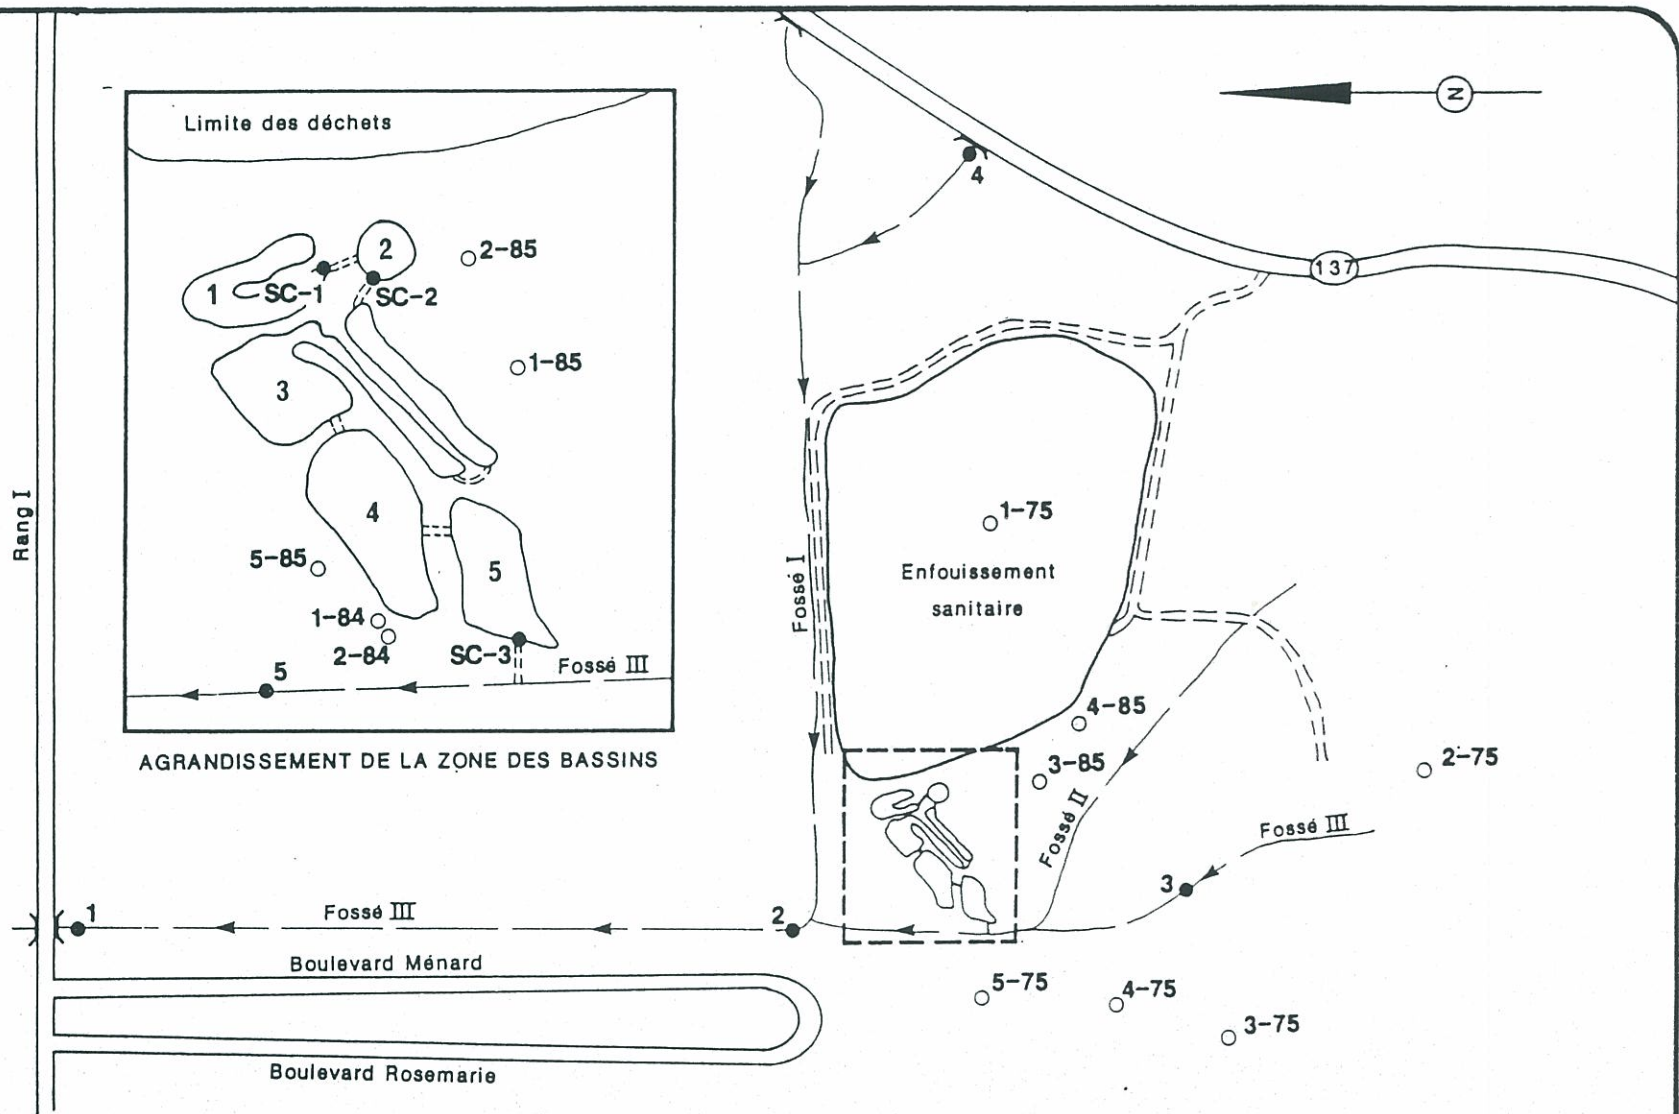 Limite des déchets
2
2-85
1
SC-1
SC-2
1-85
3
4
5-85
5
1-84
2-84
SC-3
5
Fossé III
AGRANDISSEMENT DE LA ZONE DES BASSINS
Rang I
N
4
137
1-75
Enfouissement
sanitaire
Fossé I
4-85
3-85
2-75
Fossé II
Fossé III
3
1
Fossé III
2
Boulevard Ménard
5-75
4-75
3-75
Boulevard Rosemarie